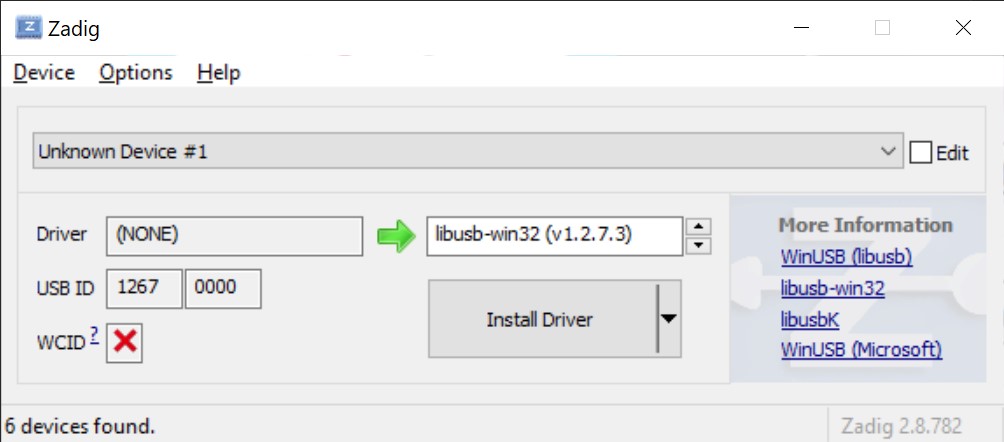 Zadig
Device Options Help
Unknown Device #1 Edit
Driver (NONE) libusb-win32 (v1.2.7.3)
USB ID 1267 0000
WCID ?
Install Driver
More Information
WinUSB (libusb)
libusb-win32
libusbK
WinUSB (Microsoft)
6 devices found. Zadig 2.8.782